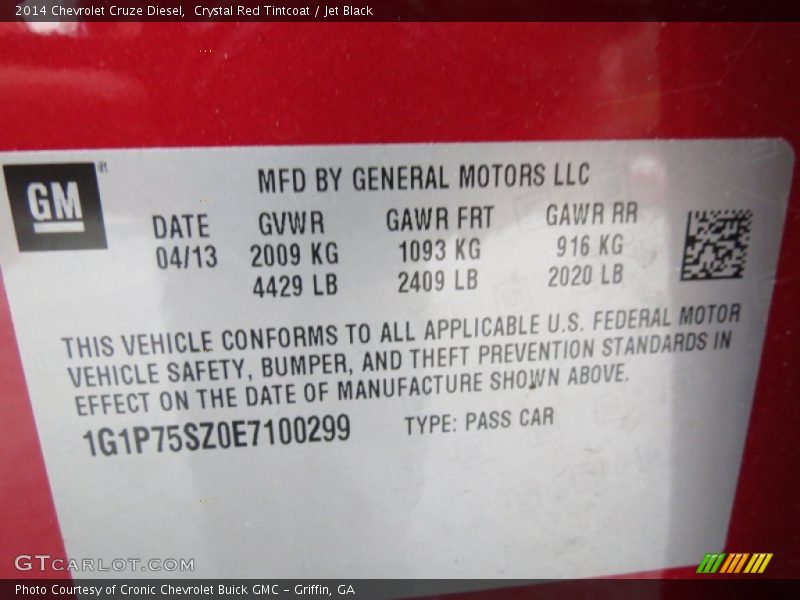 2014 Chevrolet Cruze Diesel, Crystal Red Tintcoat / Jet Black
GM ®
MFD BY GENERAL MOTORS LLC
DATE GVWR GAWR FRT GAWR RR
04/13 2009 KG 1093 KG 916 KG
4429 LB 2409 LB 2020 LB
THIS VEHICLE CONFORMS TO ALL APPLICABLE U.S. FEDERAL MOTOR
VEHICLE SAFETY, BUMPER, AND THEFT PREVENTION STANDARDS IN
EFFECT ON THE DATE OF MANUFACTURE SHOWN ABOVE.
1G1P75SZ0E7100299 TYPE: PASS CAR
GTCARLOT.COM
Photo Courtesy of Cronic Chevrolet Buick GMC – Griffin, GA